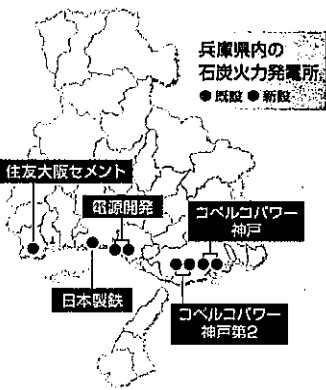 兵庫県内の
石炭火力発電所
●既設 ●新設
住友大阪セメント
電源開発
コベルコパワー
神戸
日本製鉄
コベルコパワー
神戸第2